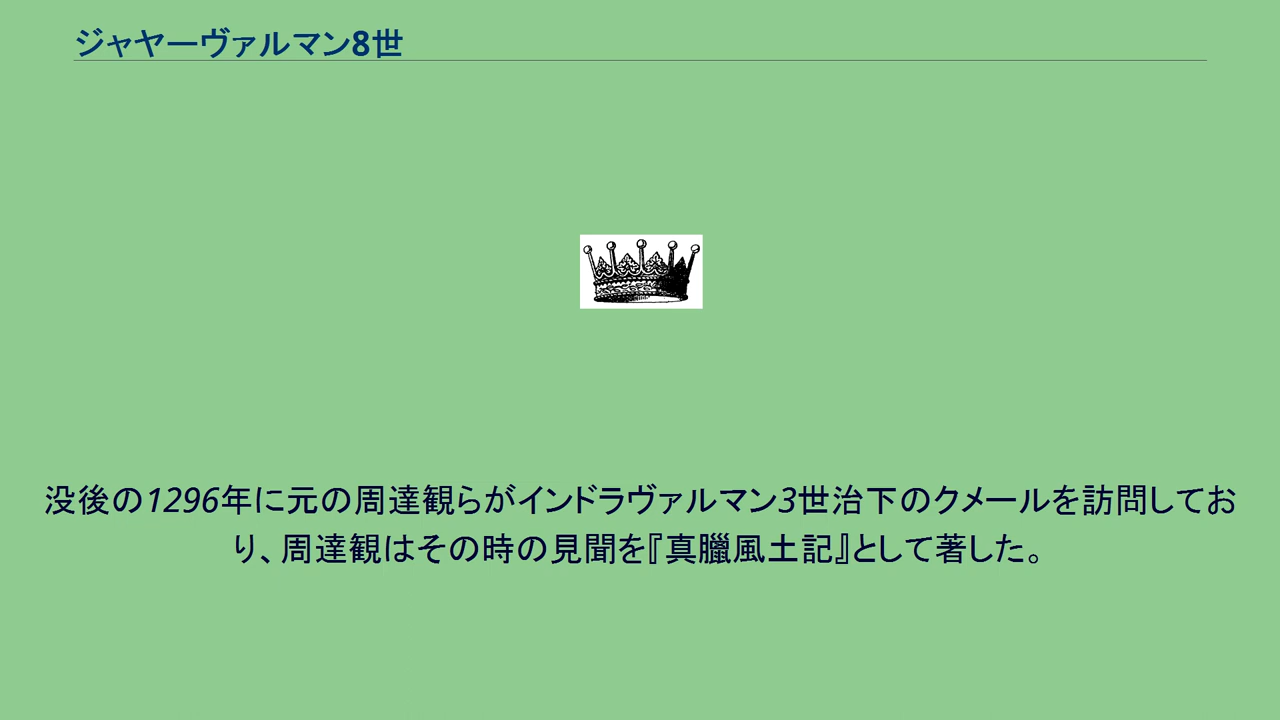 ジャヤーヴァルマン8世
没後の1296年に元の周達観らがインドラヴァルマン3世治下のクメールを訪問してお
り、周達観はその時の見聞を『真臘風土記』として著した。